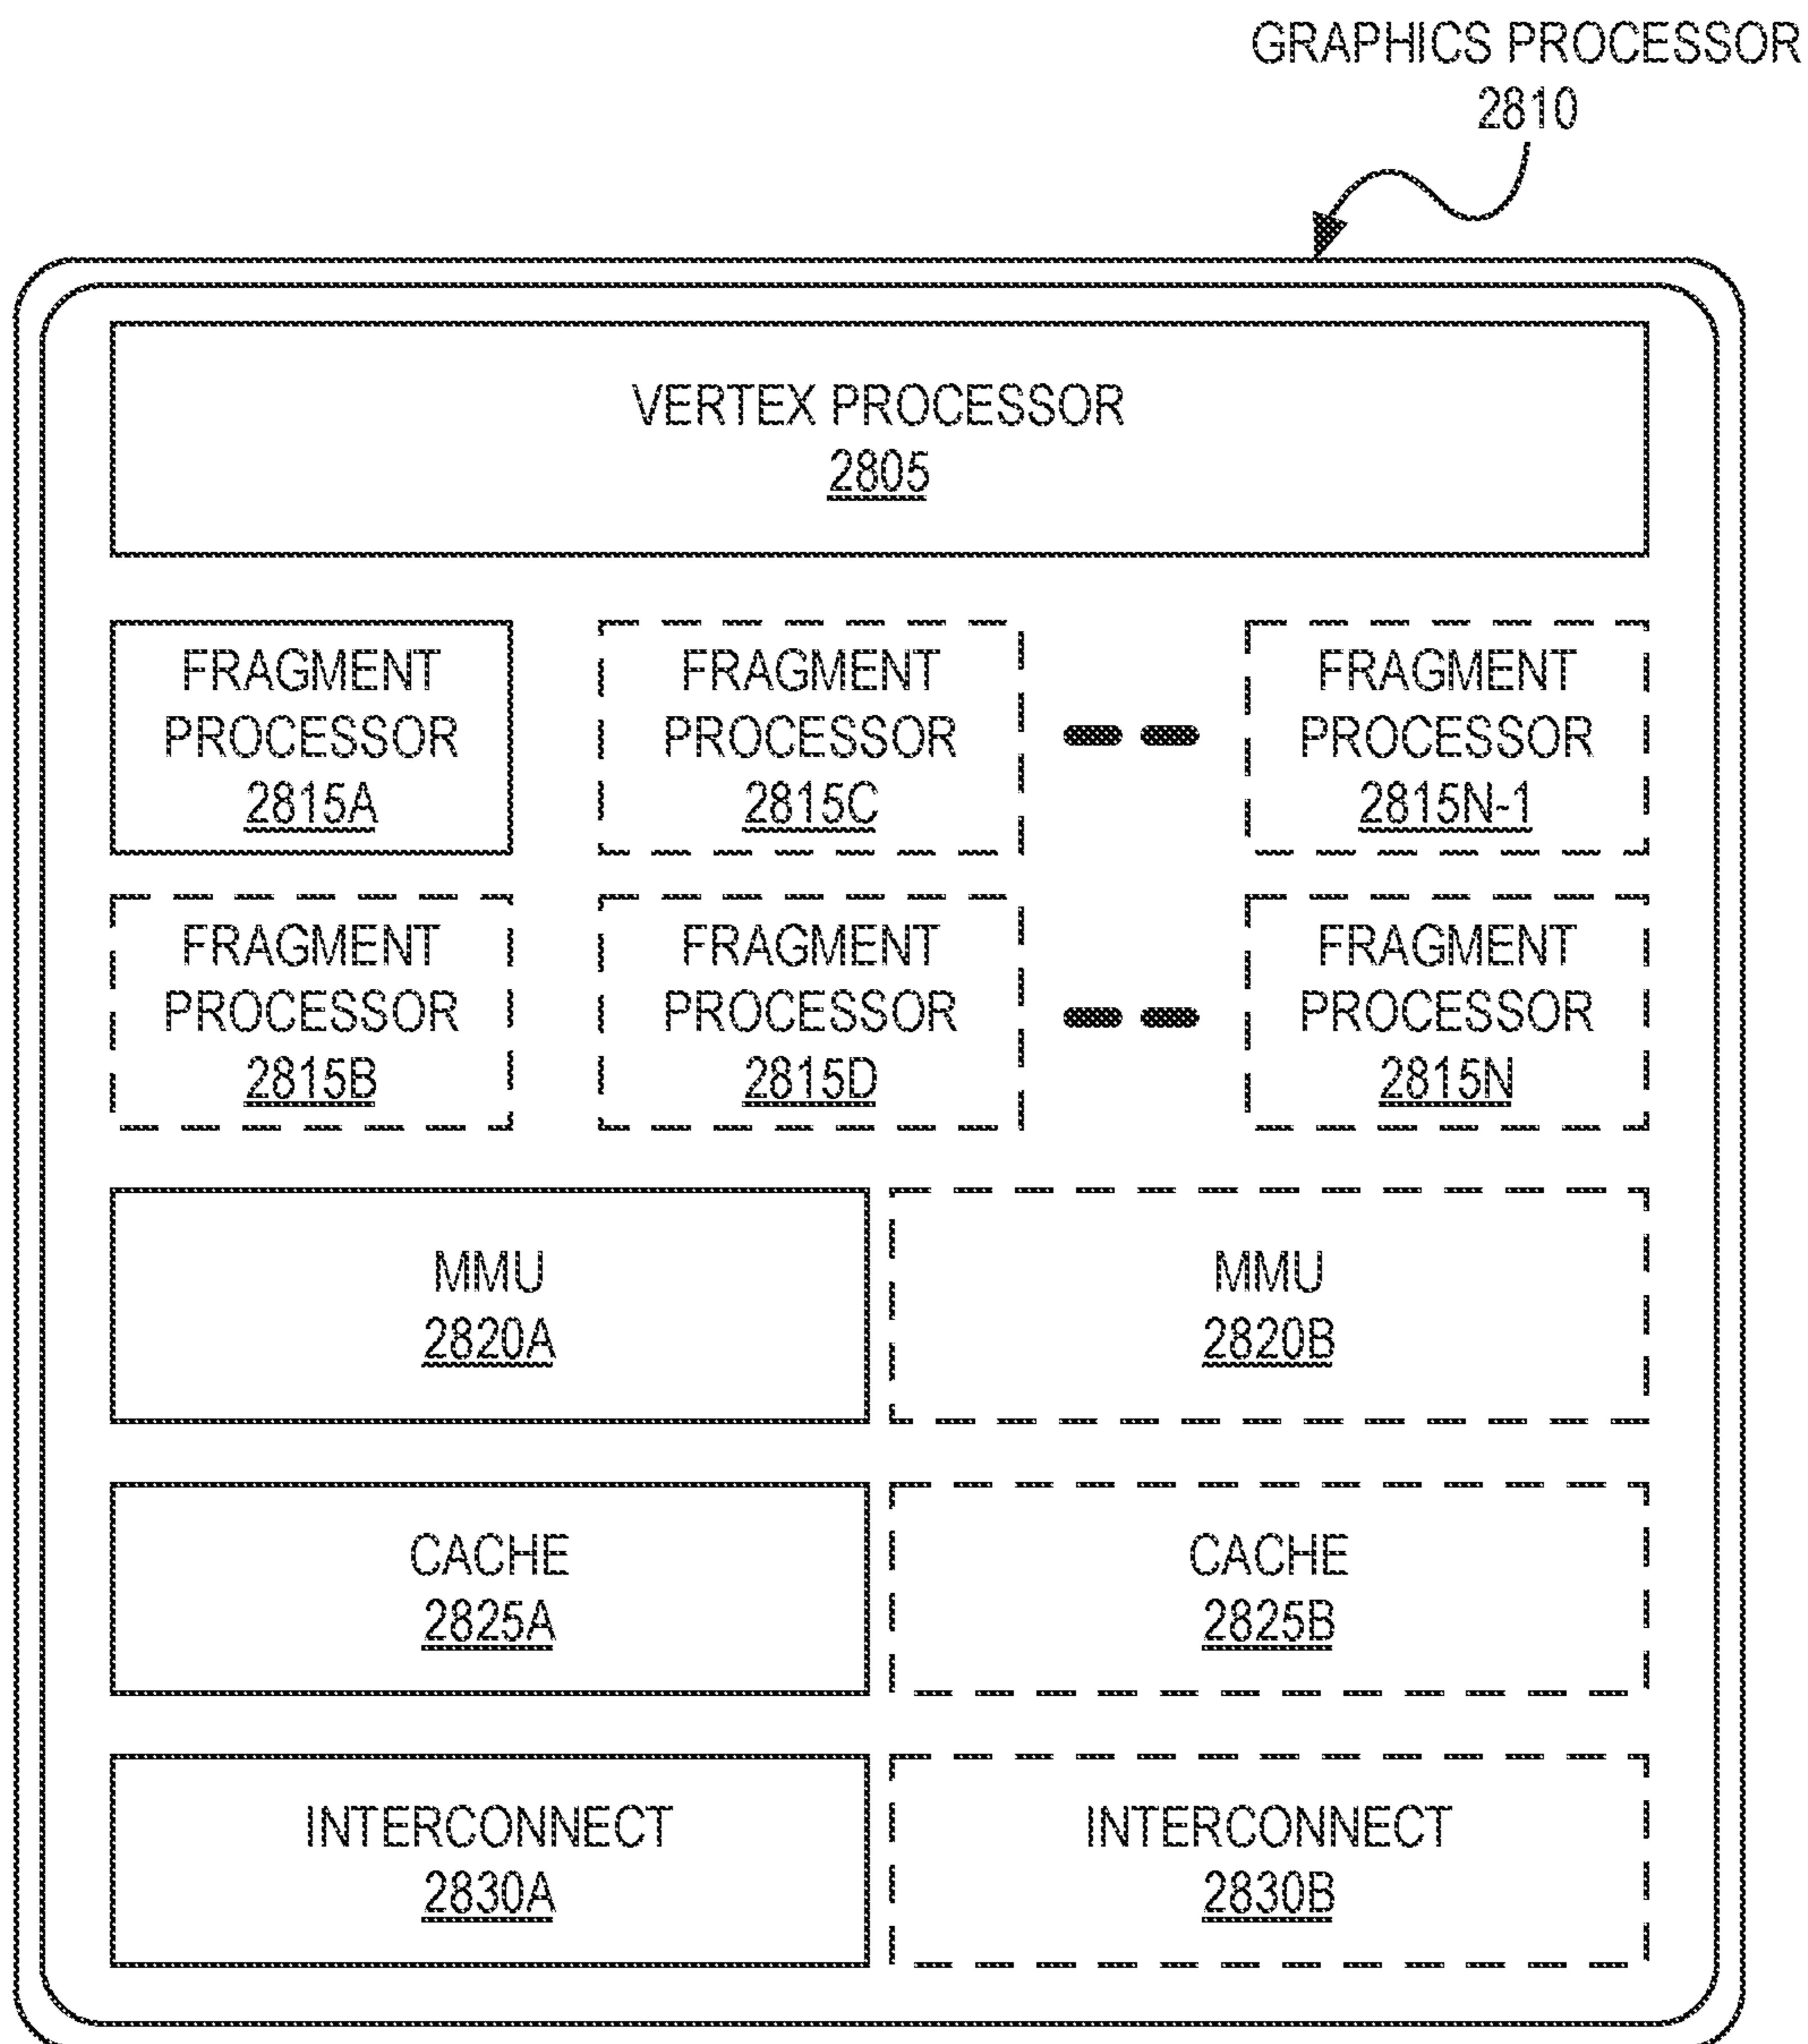 GRAPHICS PROCESSOR
2810
VERTEX PROCESSOR
2805
FRAGMENT
PROCESSOR
2815A
FRAGMENT
PROCESSOR
2815C
FRAGMENT
PROCESSOR
2815N-1
FRAGMENT
PROCESSOR
2815B
FRAGMENT
PROCESSOR
2815D
FRAGMENT
PROCESSOR
2815N
MMU
2820A
MMU
2820B
CACHE
2825A
CACHE
2825B
INTERCONNECT
2830A
INTERCONNECT
2830B